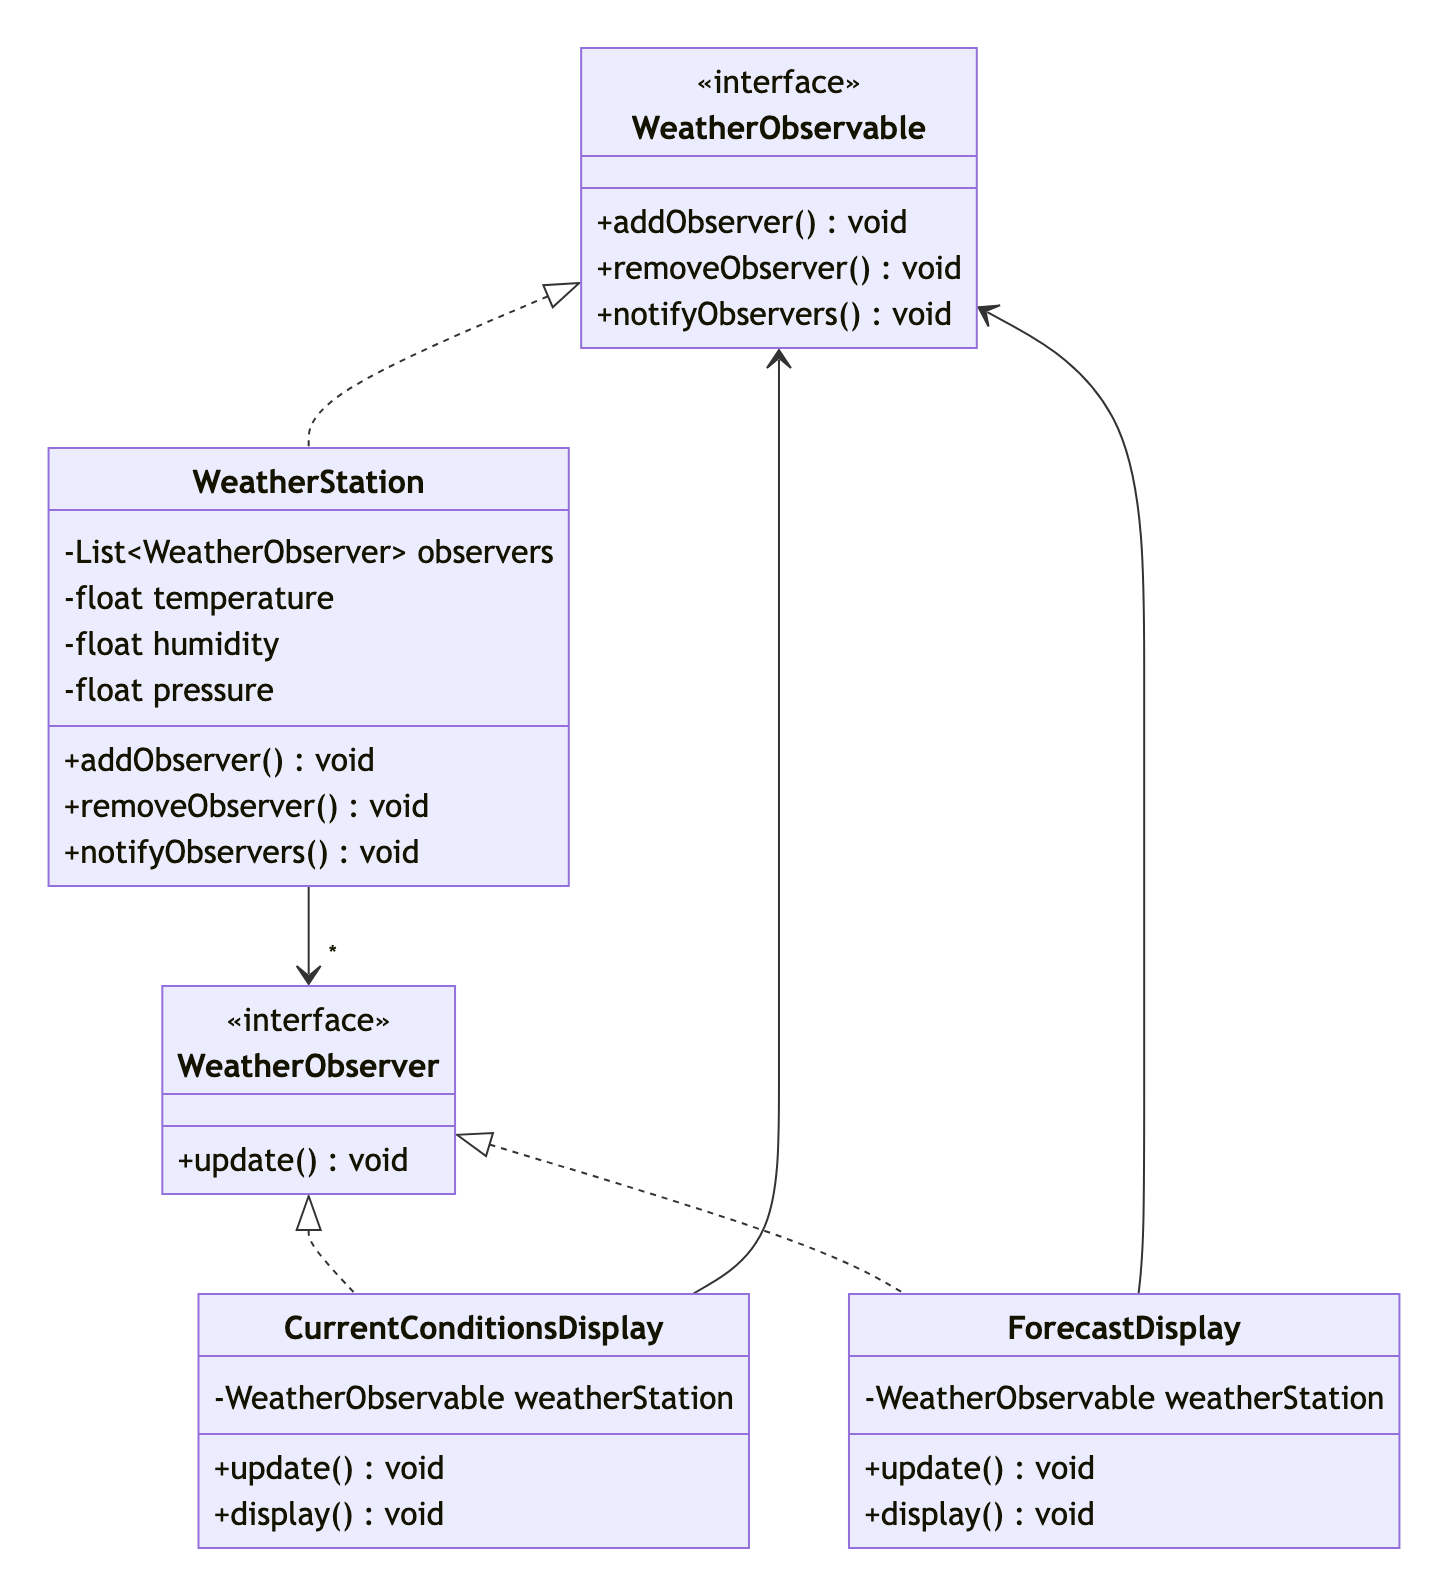 «interface»
WeatherObservable
+addObserver() : void
+removeObserver() : void
+notifyObservers() : void
WeatherStation
-List<WeatherObserver> observers
-float temperature
-float humidity
-float pressure
+addObserver() : void
+removeObserver() : void
+notifyObservers() : void
*
«interface»
WeatherObserver
+update() : void
CurrentConditionsDisplay
-WeatherObservable weatherStation
+update() : void
+display() : void
ForecastDisplay
-WeatherObservable weatherStation
+update() : void
+display() : void